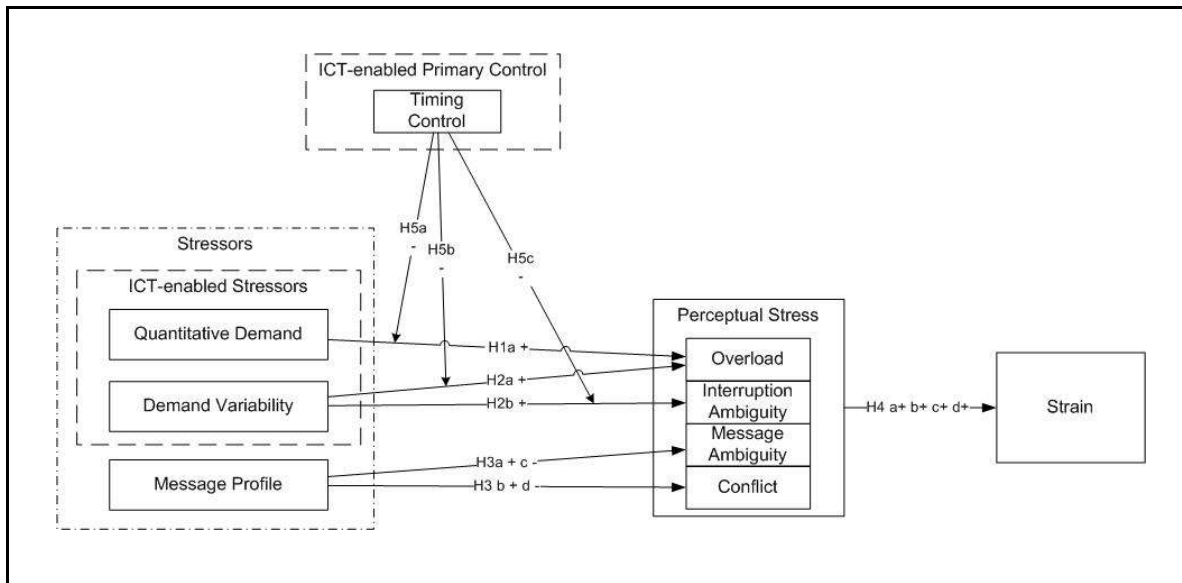 ICT-enabled Primary Control
Timing
Control
H5a
-
H5b
-
H5c
-
Stressors
ICT-enabled Stressors
Quantitative Demand
Demand Variability
Message Profile
H1a +
H2a +
H2b +
H3a + c -
H3 b + d -
Perceptual Stress
Overload
Interruption
Ambiguity
Message
Ambiguity
Conflict
H4 a+ b+ c+ d+
Strain